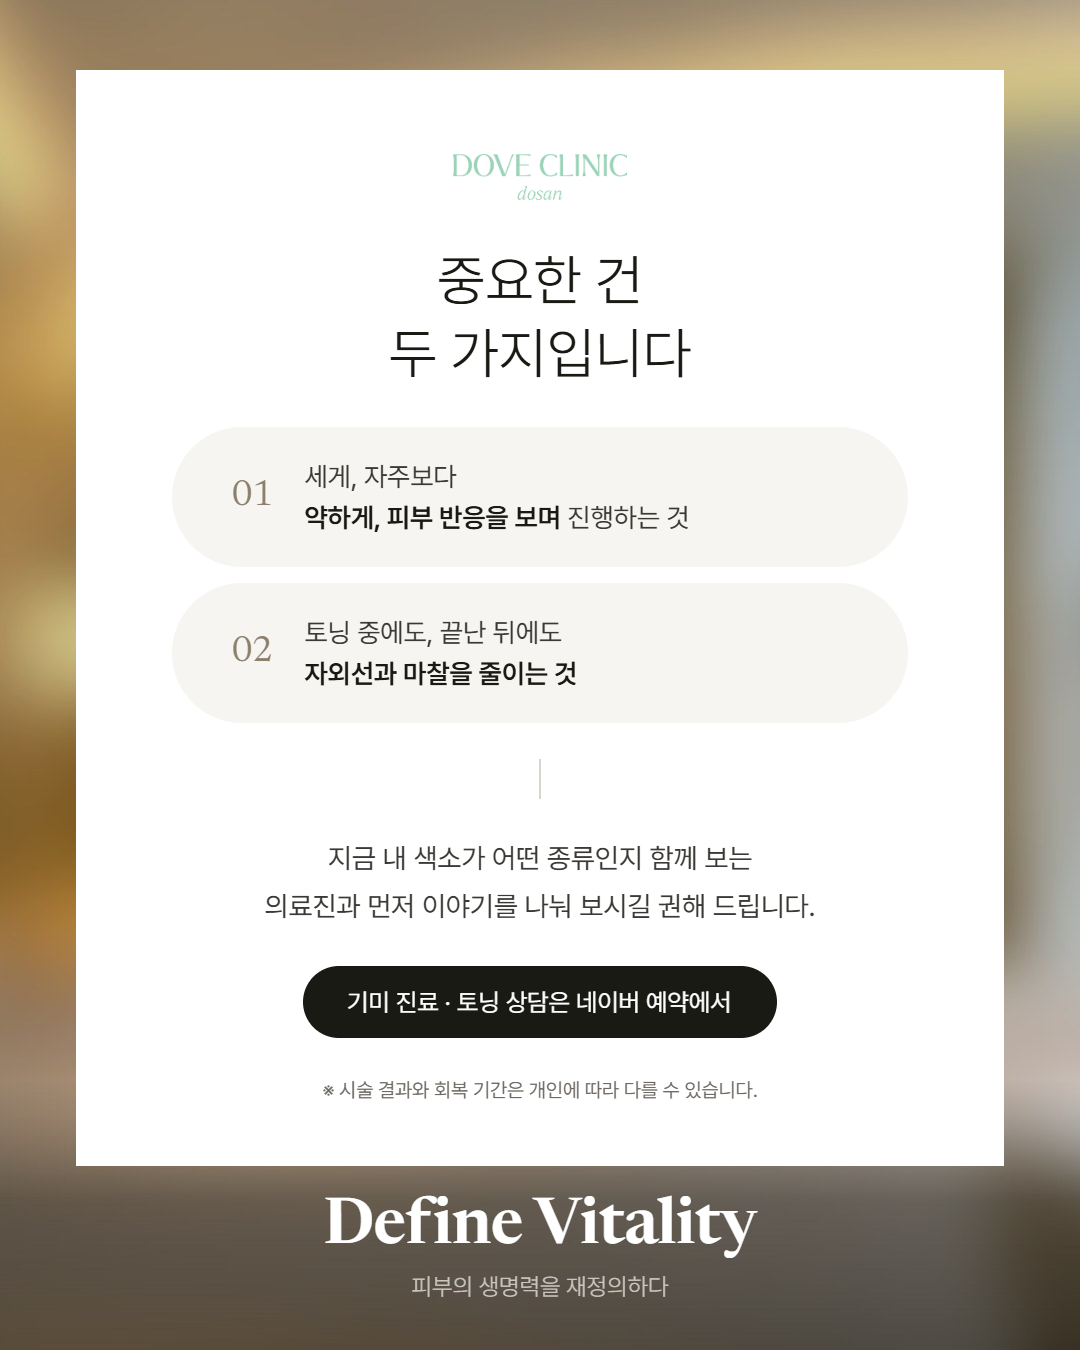 DOVE CLINIC
dosan
중요한 건
두 가지입니다
01
세게, 자주보다
약하게, 피부 반응을 보며 진행하는 것
02
토닝 중에도, 끝난 뒤에도
자외선과 마찰을 줄이는 것
지금 내 색소가 어떤 종류인지 함께 보는
의료진과 먼저 이야기를 나눠 보시길 권해 드립니다.
기미 진료 · 토닝 상담은 네이버 예약에서
※ 시술 결과와 회복 기간은 개인에 따라 다를 수 있습니다.
Define Vitality
피부의 생명력을 재정의하다